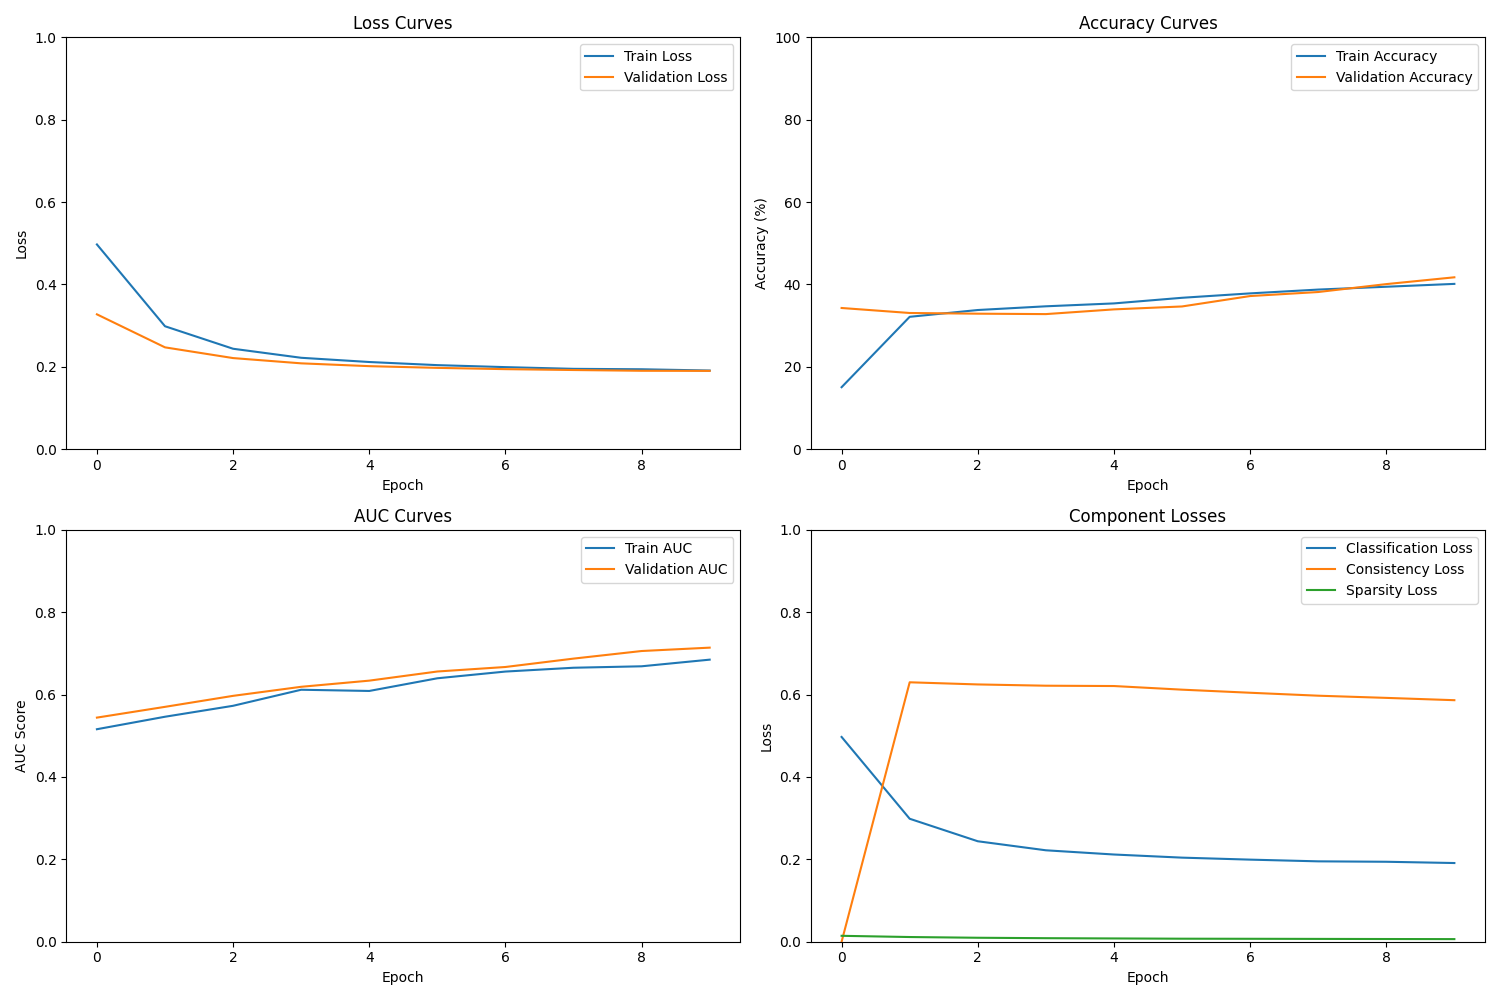 Loss Curves
1.0
0.8
0.6
0.4
0.2
0.0
Loss
Train Loss
Validation Loss
0 2 4 6 8
Epoch
Accuracy Curves
100
80
60
40
20
0
Accuracy (%)
Train Accuracy
Validation Accuracy
0 2 4 6 8
Epoch
AUC Curves
1.0
0.8
0.6
0.4
0.2
0.0
AUC Score
Train AUC
Validation AUC
0 2 4 6 8
Epoch
Component Losses
1.0
0.8
0.6
0.4
0.2
0.0
Loss
Classification Loss
Consistency Loss
Sparsity Loss
0 2 4 6 8
Epoch